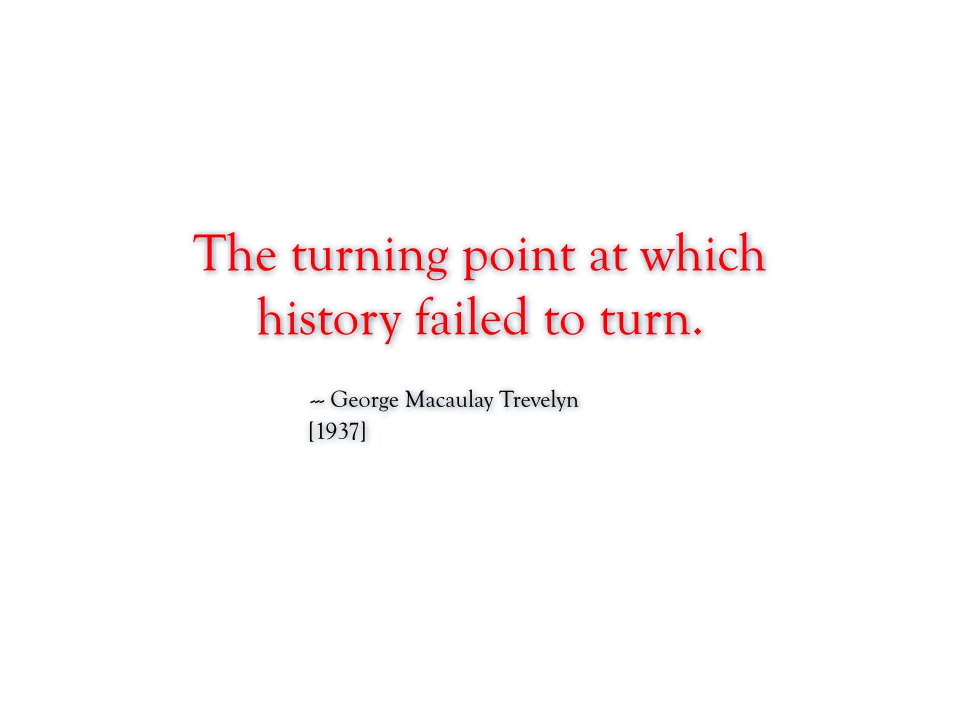 The turning point at which
history failed to turn.
--- George Macaulay Trevelyn
[1937]